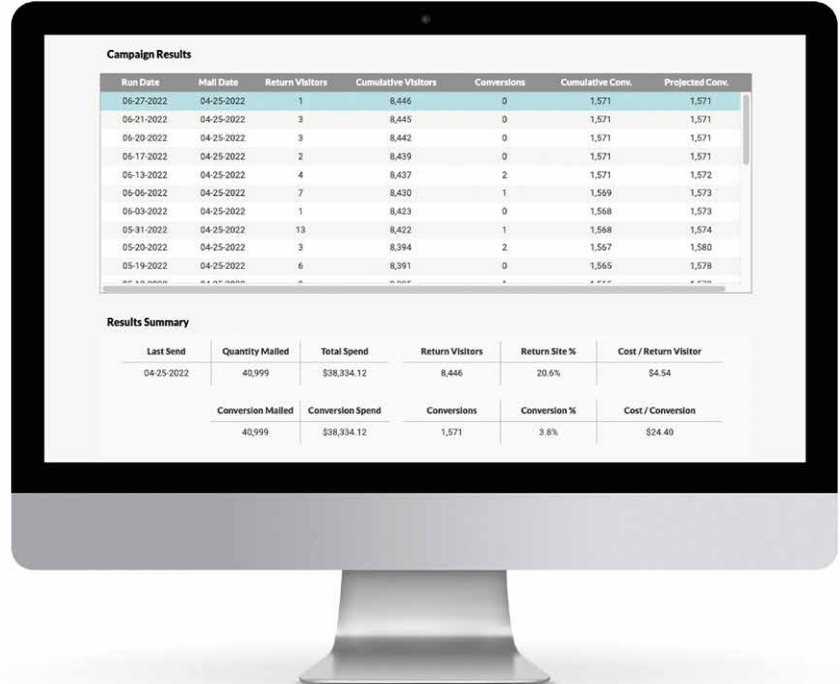 Campaign Results
Run Date Mail Date Return Visitors Cumulative Visitors Conversions Cumulative Conv. Projected Conv.
06-27-2022 04-25-2022 1 8,446 0 1,571 1,571
06-21-2022 04-25-2022 3 8,445 0 1,571 1,571
06-20-2022 04-25-2022 3 8,442 0 1,571 1,571
06-17-2022 04-25-2022 2 8,439 0 1,571 1,571
06-13-2022 04-25-2022 4 8,437 2 1,571 1,572
06-06-2022 04-25-2022 7 8,430 1 1,569 1,573
06-03-2022 04-25-2022 1 8,423 0 1,568 1,573
05-31-2022 04-25-2022 13 8,422 1 1,568 1,574
05-20-2022 04-25-2022 3 8,394 2 1,567 1,580
05-19-2022 04-25-2022 6 8,391 0 1,565 1,578
Results Summary
Last Send Quantity Mailed Total Spend Return Visitors Return Site % Cost / Return Visitor
04-25-2022 40,999 $38,334.12 8,446 20.6% $4.54
Conversion Mailed Conversion Spend Conversions Conversion % Cost / Conversion
40,999 $38,334.12 1,571 3.8% $24.40